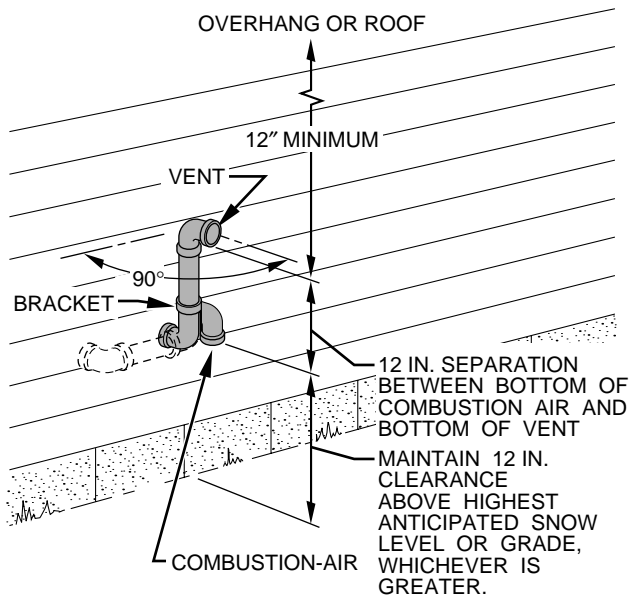 OVERHANG OR ROOF
12″ MINIMUM
VENT
90°
BRACKET
12 IN. SEPARATION
BETWEEN BOTTOM OF
COMBUSTION AIR AND
BOTTOM OF VENT
MAINTAIN 12 IN.
CLEARANCE
ABOVE HIGHEST
ANTICIPATED SNOW
LEVEL OR GRADE,
WHICHEVER IS
GREATER.
COMBUSTION-AIR